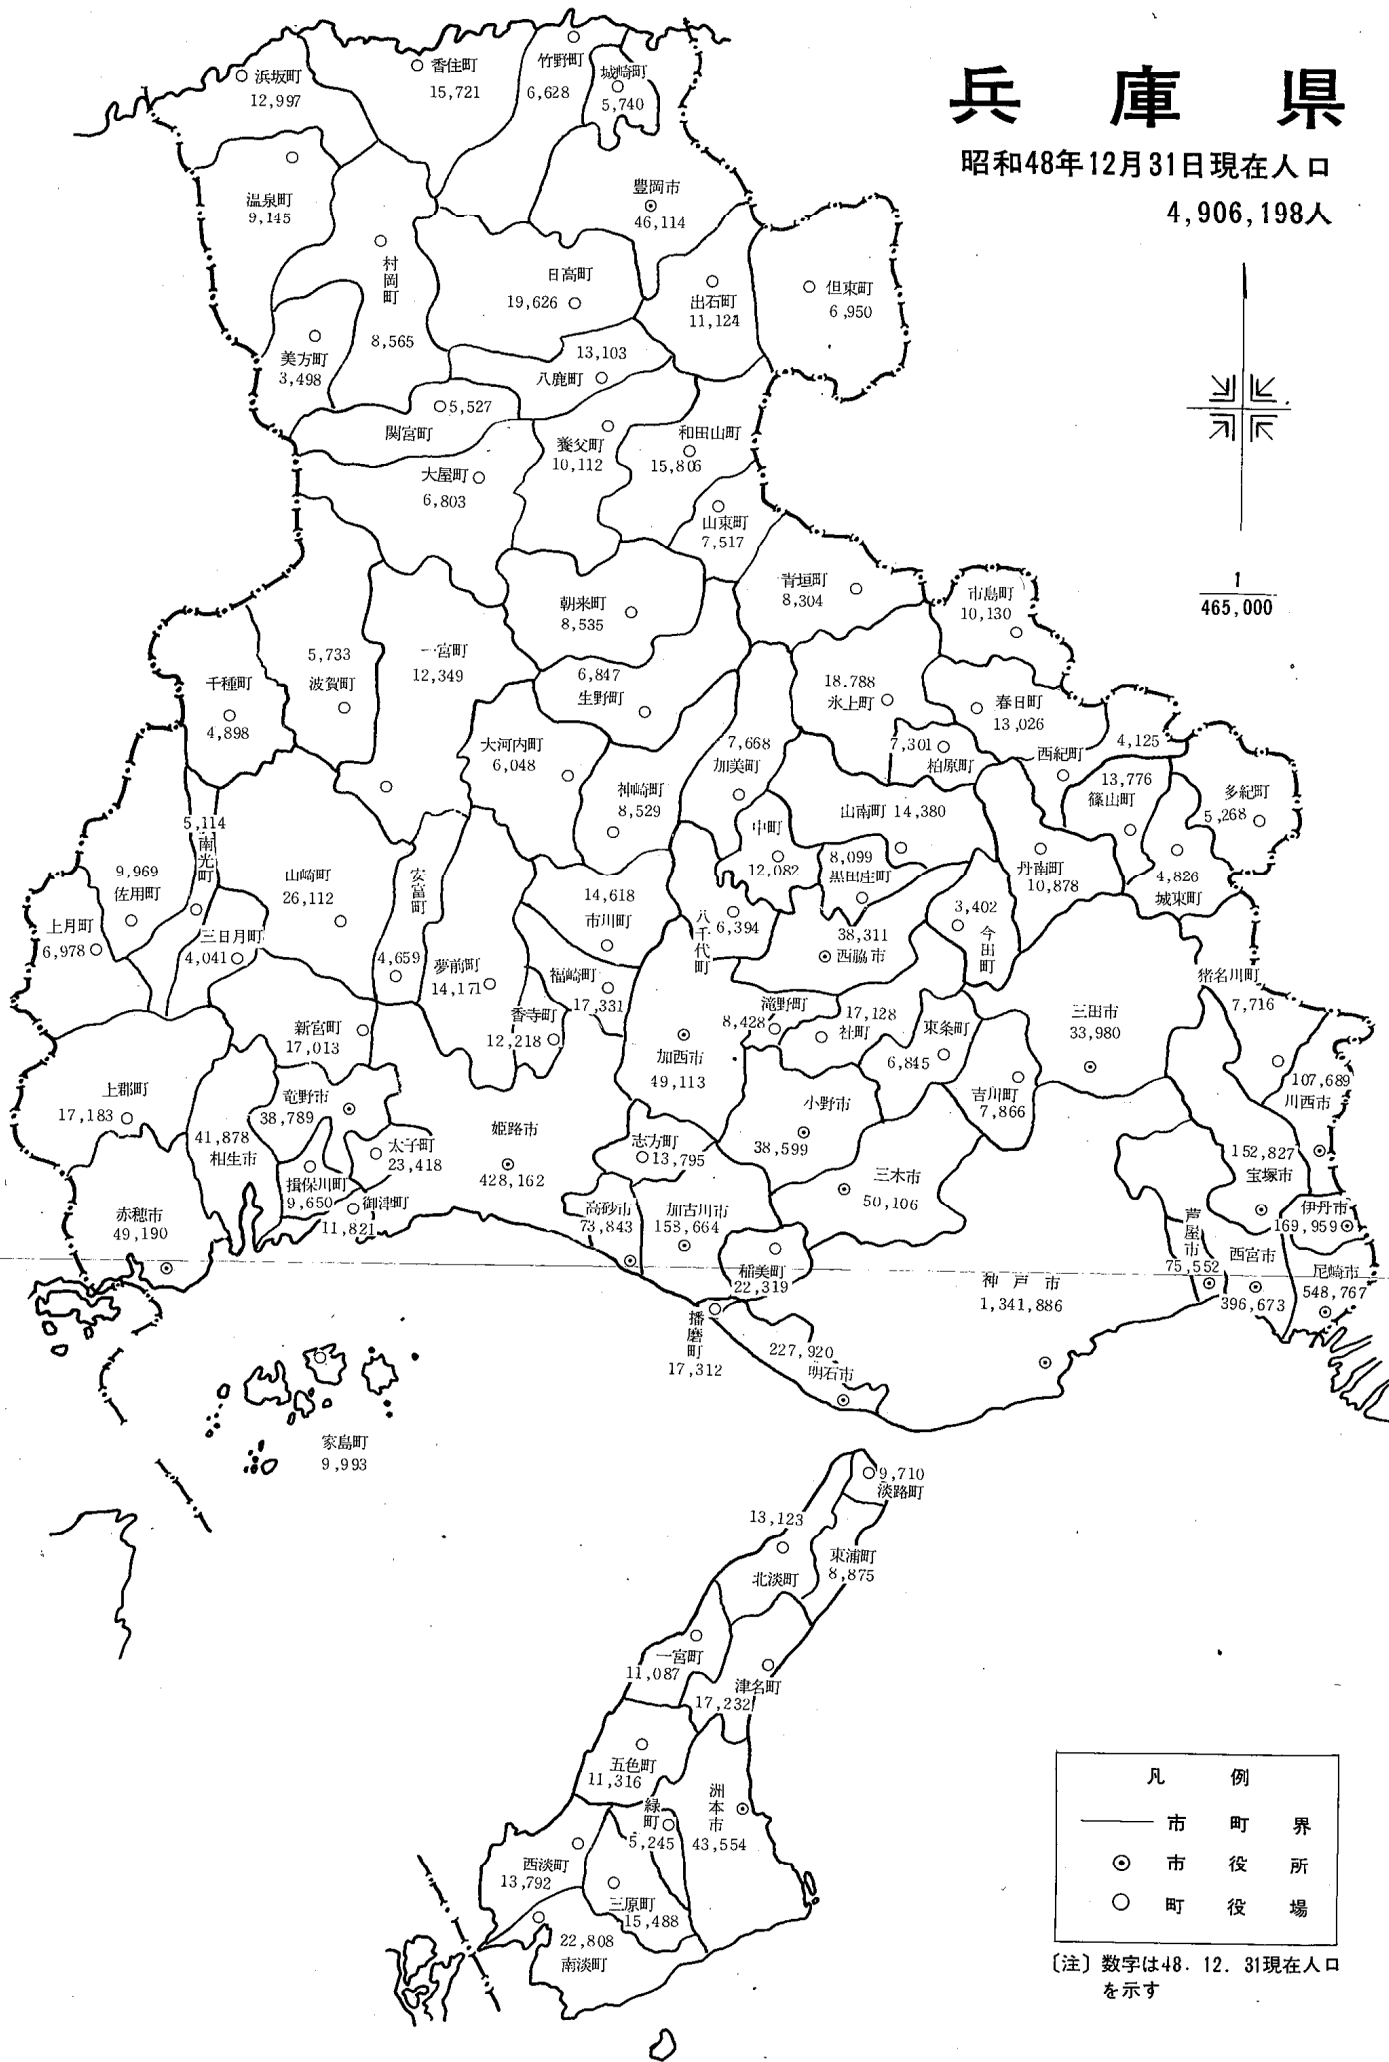 兵庫県
昭和48年12月31日現在人口
4,906,198人
1
465,000
浜坂町
12,997
香住町
15,721
竹野町
6,628
城崎町
5,740
温泉町
9,145
村岡町
8,565
豊岡市
46,114
日高町
19,626
出石町
11,124
但東町
6,950
美方町
3,498
13,103
八鹿町
5,527
関宮町
養父町
10,112
和田山町
15,806
大屋町
6,803
山東町
7,517
青垣町
8,304
市島町
10,130
朝来町
8,535
一宮町
12,349
5,733
波賀町
千種町
4,898
6,847
生野町
18.788
氷上町
春日町
13,026
7,301
柏原町
西紀町
4,125
大河内町
6,048
神崎町
8,529
7,668
加美町
13,776
篠山町
多紀町
5,268
5,114
南光町
9,969
佐用町
山崎町
26,112
安富町
4,659
中町
12,082
山南町 14,380
8,099
黒田庄町
丹南町
10,878
4,826
城東町
上月町
6,978
三日月町
4,041
夢前町
14,171
14,618
市川町
八千代町
6,394
38,311
西脇市
3,402
今田町
福崎町
17,331
香寺町
12,218
滝野町
8,428
17,128
社町
東条町
6,845
三田市
33,980
猪名川町
7,716
新宮町
17,013
加西市
49,113
吉川町
7,866
107,689
川西市
上郡町
17,183
竜野市
38,789
小野市
38,599
41,878
相生市
太子町
23,418
姫路市
428,162
志方町
13,795
三木市
50,106
152,827
宝塚市
揖保川町
9,650
御津町
11,821
赤穂市
49,190
高砂市
73,843
加古川市
158,664
稲美町
22,319
芦屋市
75,552
西宮市
396,673
伊丹市
169,959
尼崎市
548,767
神戸市
1,341,886
播磨町
17,312
227,920
明石市
家島町
9,993
9,710
淡路町
13,123
北淡町
東浦町
8,875
一宮町
11,087
津名町
17,232
五色町
11,316
緑町
5,245
洲本市
43,554
西淡町
13,792
三原町
15,488
22,808
南淡町
凡例
市町界
市役所
町役場
〔注〕数字は48．12．31現在人口
を示す